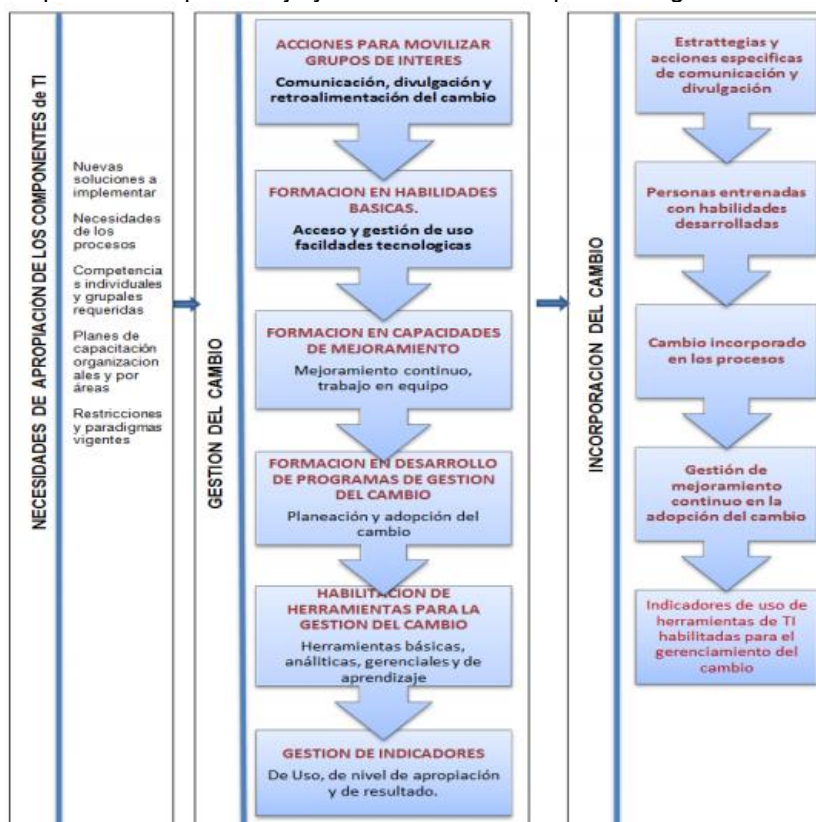 NECESIDADES DE APROPIACIÓN DE LOS COMPONENTES de TI
Nuevas
soluciones a
implementar
Necesidades
de los
procesos
Competencia
s individuales
y grupales
requeridas
Planes de
capacitación
organizacion
ales y por
áreas
Restricciones
y paradigmas
vigentes
GESTION DEL CAMBIO
ACCIONES PARA MOVILIZAR
GRUPOS DE INTERES
Comunicación, divulgación y
retroalimentación del cambio
FORMACION EN HABILIDADES
BASICAS.
Acceso y gestión de uso
facildades tecnologicas
FORMACION EN CAPACIDADES
DE MEJORAMIENTO
Mejoramiento continuo,
trabajo en equipo
FORMACION EN DESARROLLO
DE PROGRAMAS DE GESTION
DEL CAMBIO
Planeación y adopción del
cambio
HABILITACION DE
HERRAMIENTAS PARA LA
GESTION DEL CAMBIO
Herramientas básicas,
análiticas, gerenciales y de
aprendizaje
GESTION DE INDICADORES
De Uso, de nivel de apropiación
y de resultado.
INCORPORACION DEL CAMBIO
Estrattegias y
acciones especificas
de comunicación y
divulgación
Personas entrenadas
con habilidades
desarrolladas
Cambio incorporado
en los procesos
Gestión de
mejoramiento
continuo en la
adopción del cambio
Indicadores de uso de
herramientas de TI
habilitadas para el
gerenciamiento del
cambio